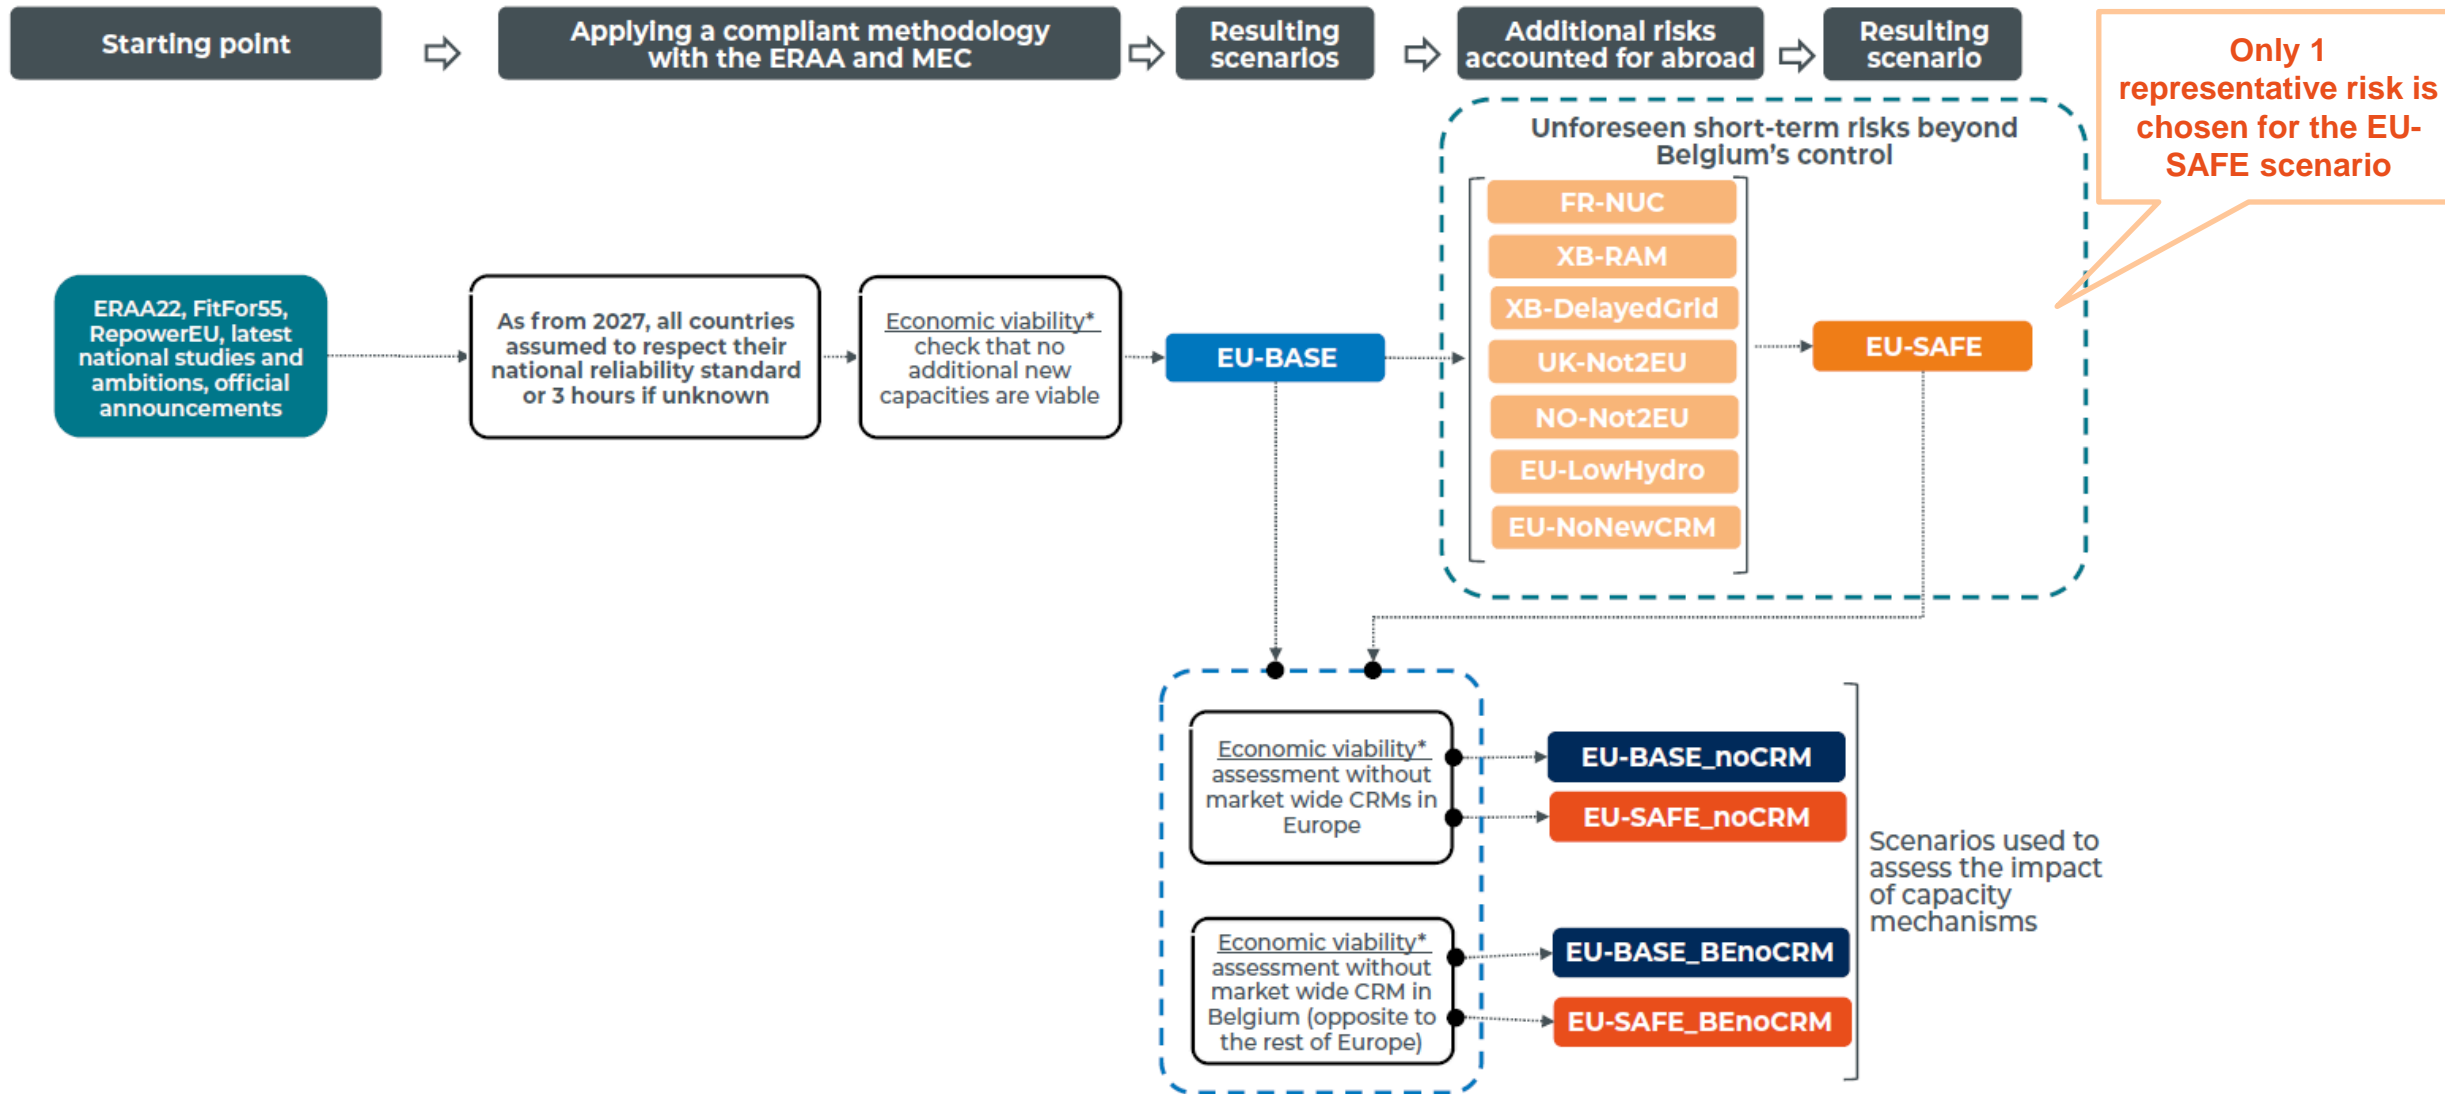 Starting point
Applying a compliant methodology
with the ERAA and MEC
Resulting
scenarios
Additional risks
accounted for abroad
Resulting
scenario
Only 1
representative risk is
chosen for the EU-
SAFE scenario
Unforeseen short-term risks beyond
Belgium's control
FR-NUC
XB-RAM
XB-DelayedGrid
UK-Not2EU
NO-Not2EU
EU-LowHydro
EU-NoNewCRM
ERAA22, FitFor55,
RepowerEU, latest
national studies and
ambitions, official
announcements
As from 2027, all countries
assumed to respect their
national reliability standard
or 3 hours if unknown
Economic viability*
check that no
additional new
capacities are viable
EU-BASE
EU-SAFE
Economic viability*
assessment without
market wide CRMs in
Europe
EU-BASE_noCRM
EU-SAFE_noCRM
Economic viability*
assessment without
market wide CRM in
Belgium (opposite to
the rest of Europe)
EU-BASE_BEnoCRM
EU-SAFE_BEnoCRM
Scenarios used to
assess the impact
of capacity
mechanisms